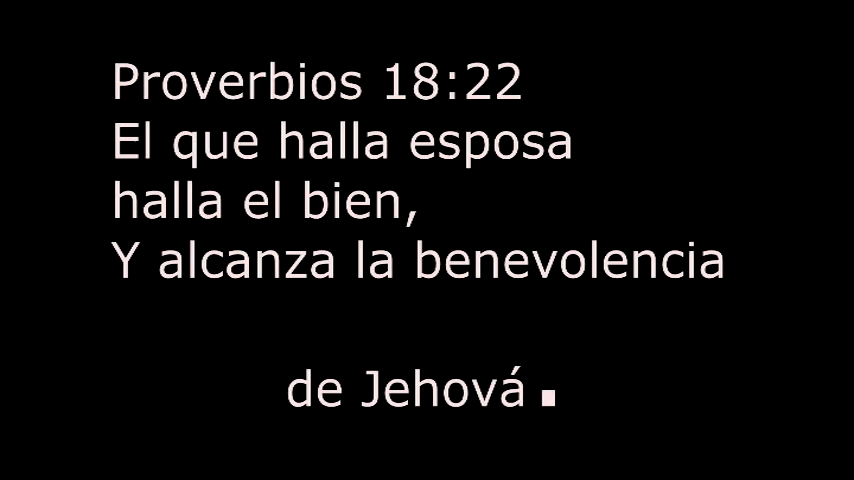 Proverbios 18:22
El que halla esposa
halla el bien,
Y alcanza la benevolencia
de Jehová.